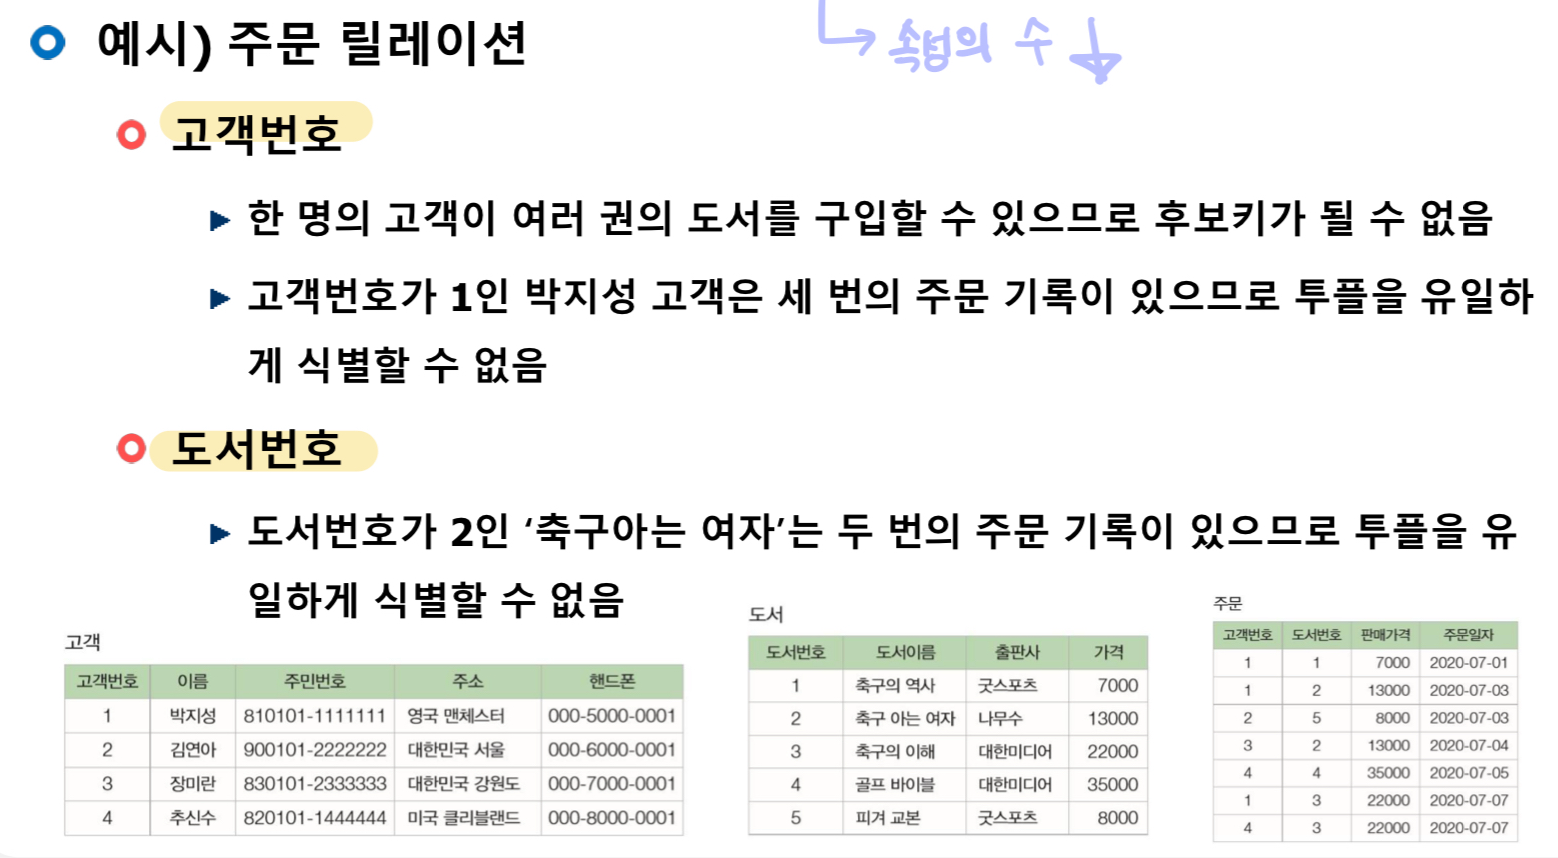 예시) 주문 릴레이션
속성의 수
고객번호
한 명의 고객이 여러 권의 도서를 구입할 수 있으므로 후보키가 될 수 없음
고객번호가 1인 박지성 고객은 세 번의 주문 기록이 있으므로 투플을 유일하
게 식별할 수 없음
도서번호
도서번호가 2인 ‘축구아는 여자’는 두 번의 주문 기록이 있으므로 투플을 유
일하게 식별할 수 없음
고객
고객번호 이름 주민번호 주소 핸드폰
1 박지성 810101-1111111 영국 맨체스터 000-5000-0001
2 김연아 900101-2222222 대한민국 서울 000-6000-0001
3 장미란 830101-2333333 대한민국 강원도 000-7000-0001
4 추신수 820101-1444444 미국 클리블랜드 000-8000-0001
도서
도서번호 도서이름 출판사 가격
1 축구의 역사 굿스포츠 7000
2 축구 아는 여자 나무수 13000
3 축구의 이해 대한미디어 22000
4 골프 바이블 대한미디어 35000
5 피겨 교본 굿스포츠 8000
주문
고객번호 도서번호 판매가격 주문일자
1 1 7000 2020-07-01
1 2 13000 2020-07-03
2 5 8000 2020-07-03
3 2 13000 2020-07-04
4 4 35000 2020-07-05
1 3 22000 2020-07-07
4 3 22000 2020-07-07